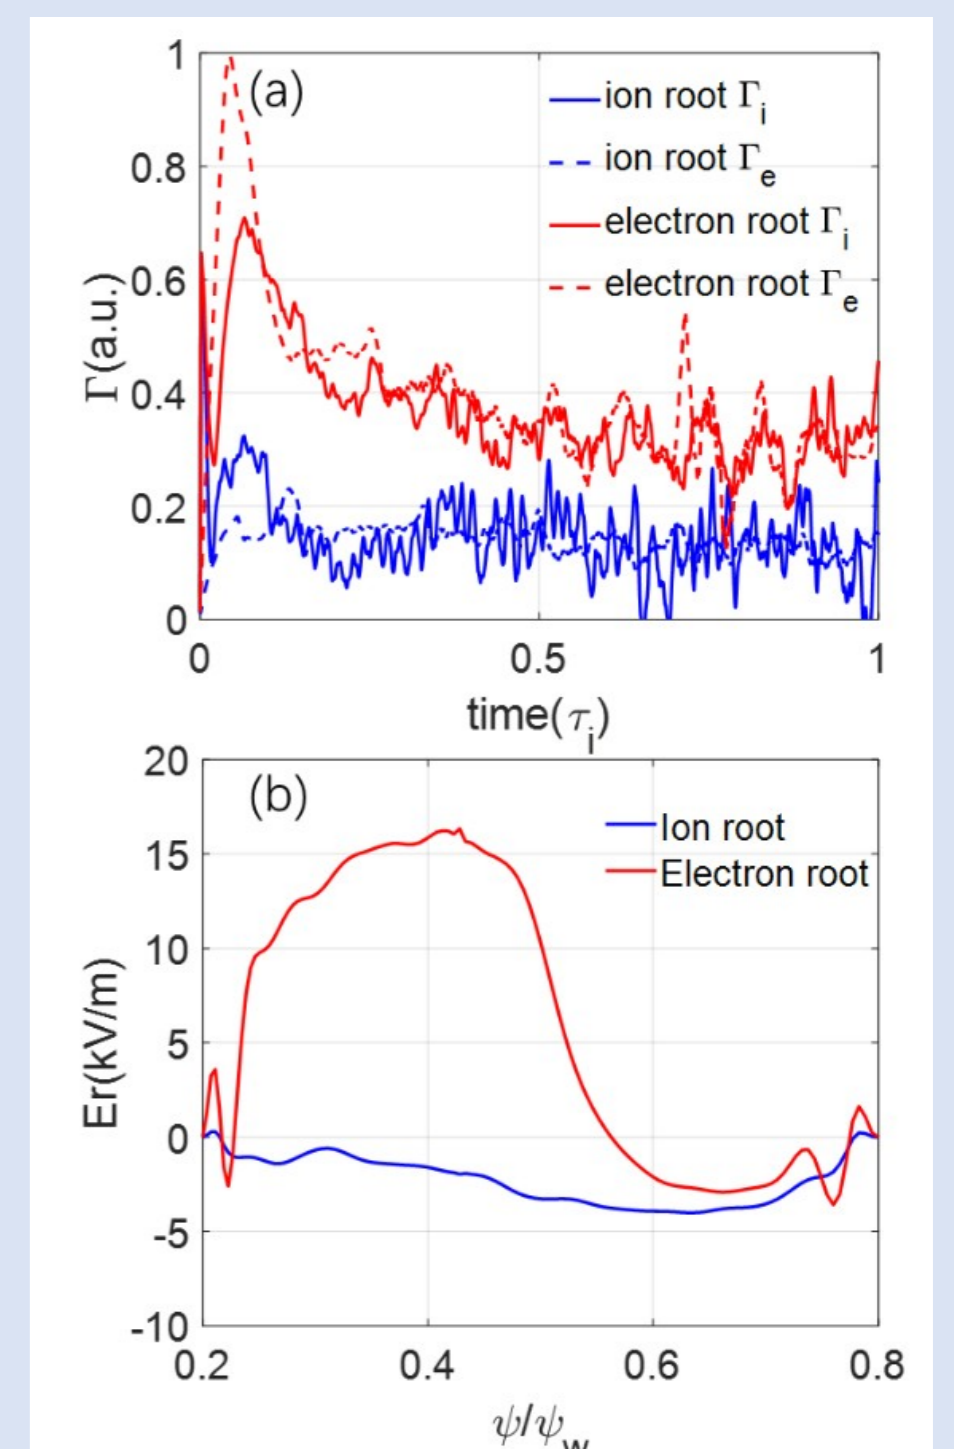 (a)
1
0.8
0.6
0.4
0.2
0
Γ(a.u.)
ion root Γi
ion root Γe
electron root Γi
electron root Γe
0 0.5 1
time(τi)
(b)
20
15
10
5
0
-5
-10
Er(kV/m)
Ion root
Electron root
0.2 0.4 0.6 0.8
ψ/ψw